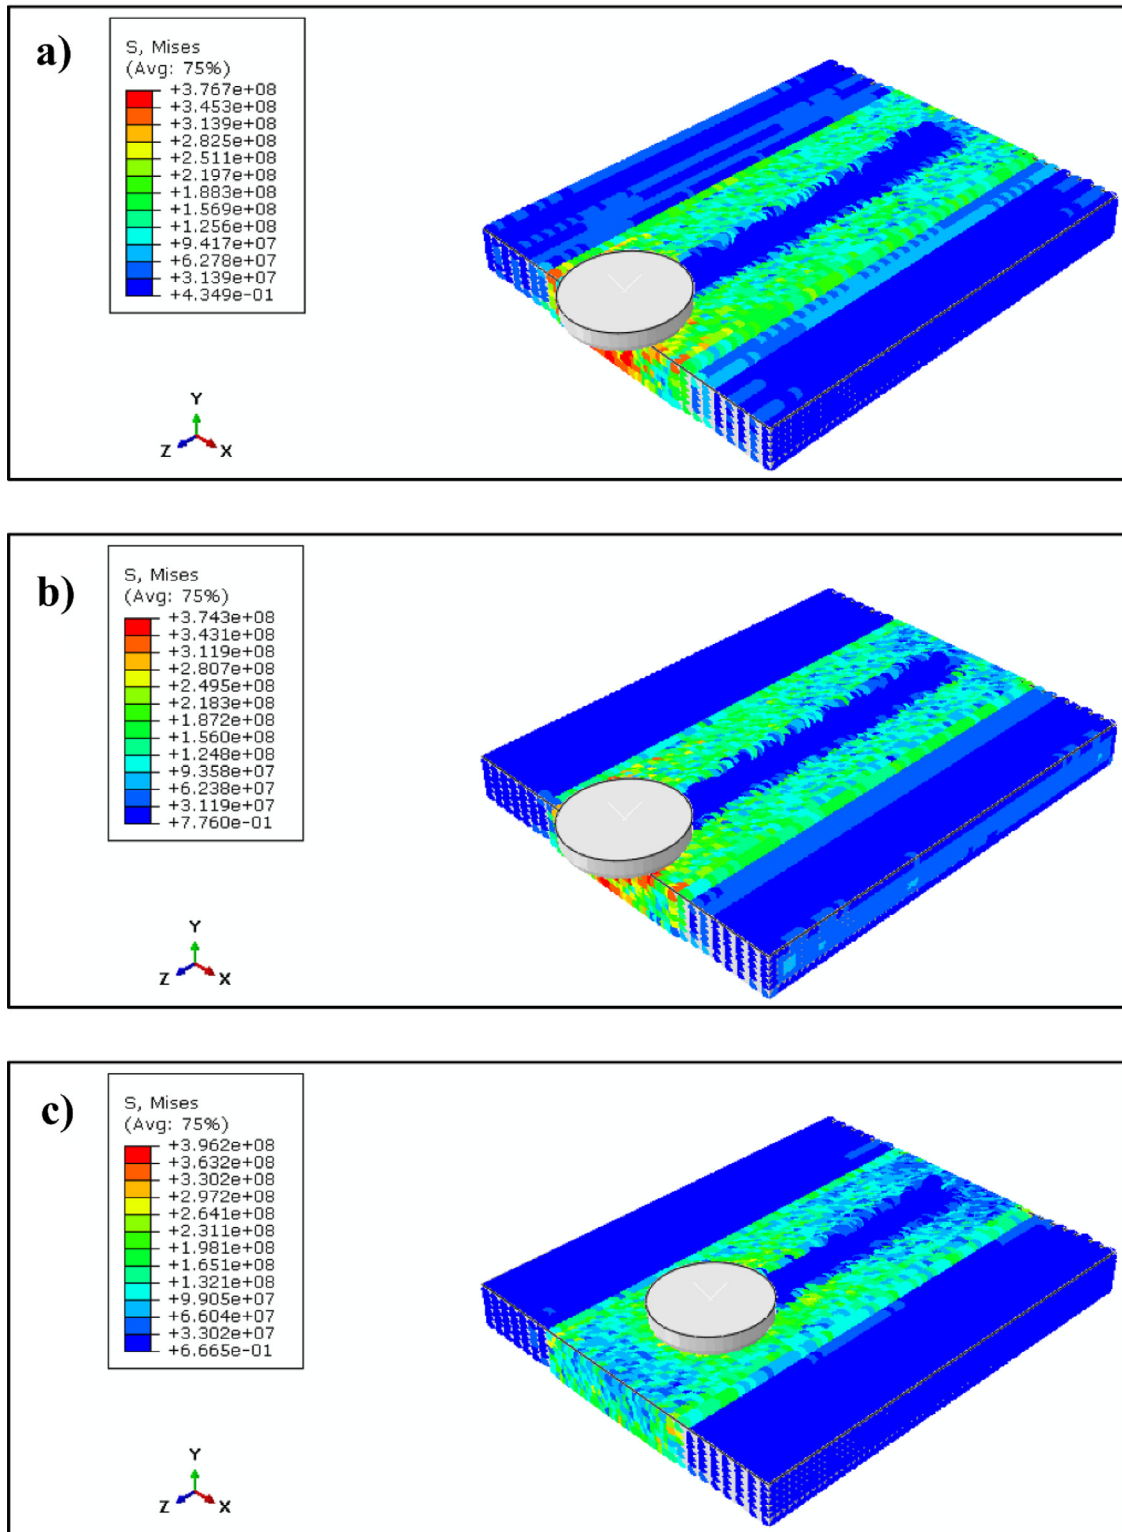 a)
S, Mises
(Avg: 75%)
+3.767e+08
+3.453e+08
+3.139e+08
+2.825e+08
+2.511e+08
+2.197e+08
+1.883e+08
+1.569e+08
+1.256e+08
+9.417e+07
+6.278e+07
+3.139e+07
+4.349e-01
Y
Z X
b)
S, Mises
(Avg: 75%)
+3.743e+08
+3.431e+08
+3.119e+08
+2.807e+08
+2.495e+08
+2.183e+08
+1.872e+08
+1.560e+08
+1.248e+08
+9.358e+07
+6.238e+07
+3.119e+07
+7.760e-01
Y
Z X
c)
S, Mises
(Avg: 75%)
+3.962e+08
+3.632e+08
+3.302e+08
+2.972e+08
+2.641e+08
+2.311e+08
+1.981e+08
+1.651e+08
+1.321e+08
+9.905e+07
+6.604e+07
+3.302e+07
+6.665e-01
Y
Z X